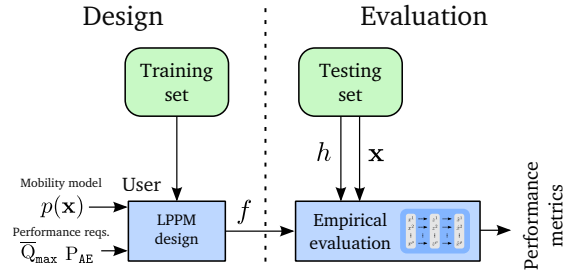 Design
Evaluation
Training
set
Testing
set
h
𝐱
Mobility model
User
p(𝐱)
Performance reqs.
Q̅max PAE
LPPM
design
f
Empirical
evaluation
Performance
metrics